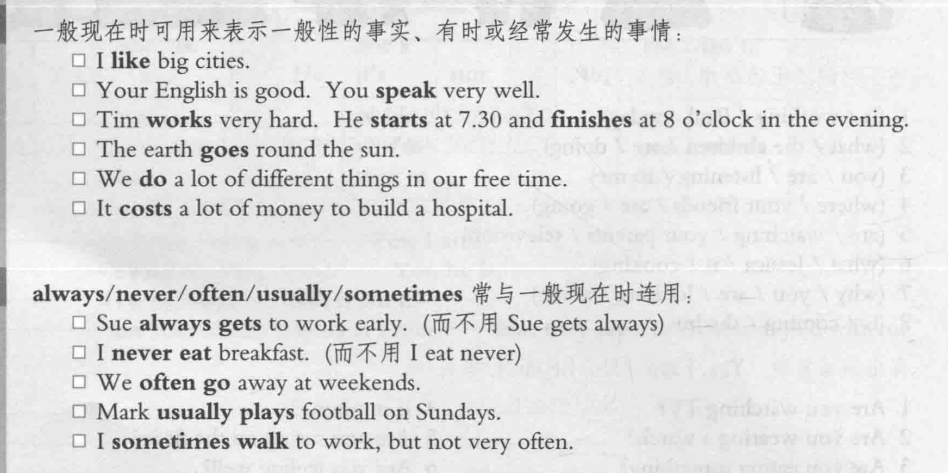 一般现在时可用来表示一般性的事实、有时或经常发生的事情：
□ I like big cities.
□ Your English is good. You speak very well.
□ Tim works very hard. He starts at 7.30 and finishes at 8 o'clock in the evening.
□ The earth goes round the sun.
□ We do a lot of different things in our free time.
□ It costs a lot of money to build a hospital.
always/never/often/usually/sometimes 常与一般现在时连用：
□ Sue always gets to work early. (而不用 Sue gets always)
□ I never eat breakfast. (而不用 I eat never)
□ We often go away at weekends.
□ Mark usually plays football on Sundays.
□ I sometimes walk to work, but not very often.